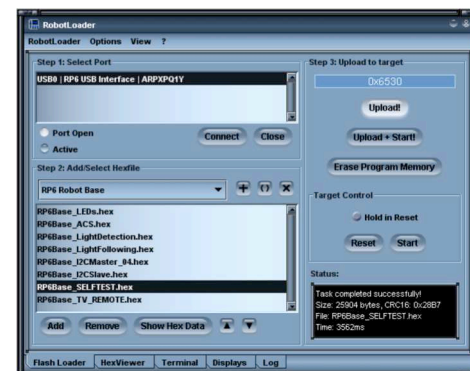 RobotLoader
RobotLoader Options View ?
Step 1: Select Port
USB0 | RP6 USB Interface | ARPXPQ1Y
Port Open
Active
Connect
Close
Step 2: Add/Select Hexfile
RP6 Robot Base
RP6Base_LEDs.hex
RP6Base_ACS.hex
RP6Base_LightDetection.hex
RP6Base_LightFollowing.hex
RP6Base_I2CMaster_04.hex
RP6Base_I2CSlave.hex
RP6Base_SELFTEST.hex
RP6Base_TV_REMOTE.hex
Add
Remove
Show Hex Data
Step 3: Upload to target
0x6530
Upload!
Upload + Start!
Erase Program Memory
Target Control
Hold in Reset
Reset
Start
Status:
Task completed successfully!
Size: 25904 bytes, CRC16: 0x28B7
File: RP6Base_SELFTEST.hex
Time: 3562ms
Flash Loader
HexViewer
Terminal
Displays
Log